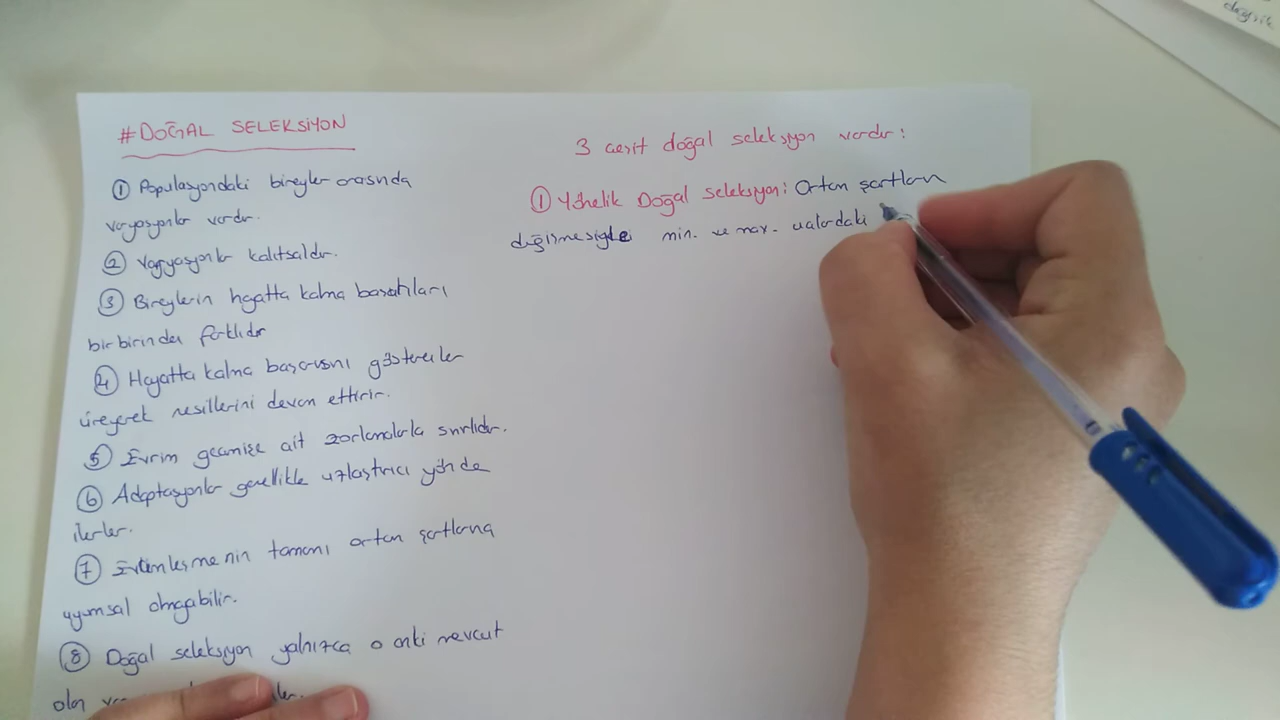 #DOĞAL SELEKSİYON
① Populasyondaki bireyler arasında
varyasyonlar vardır.
② Varyasyonlar kalıtsaldır.
③ Bireylerin hayatta kalma başarıları
birbirinden farklıdır
④ Hayatta kalma başarısını gösterenler
üreyerek nesillerini devam ettirir.
⑤ Evrim geçmişe ait zorlamalarla sınırlıdır.
⑥ Adaptasyonlar genellikle uzlaştırıcı yönde
ilerler.
⑦ Evrimleşmenin tamamı ortam şartlarına
uyumsal olmayabilir.
⑧ Doğal seleksiyon yalnızca o anki mevcut
olan
3 çeşit doğal seleksiyon vardır:
① Yönelik Doğal Seleksiyon: Ortam şartları
değişmesiyle min. ve max. uçlardaki
değişik